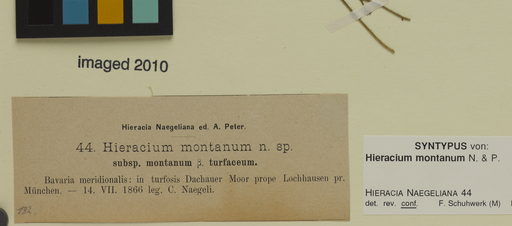 imaged 2010
Hieracia Naegeliana ed. A. Peter.
44. Hieracium montanum n. sp.
subsp. montanum β. turfaceum.
Bavaria meridionalis: in turfosis Dachauer Moor prope Lochhausen pr.
München. — 14. VII. 1866 leg. C. Naegeli.
182
SYNTYPUS von:
Hieracium montanum N. & P.
HIERACIA NAEGELIANA 44
det. rev. conf. F. Schuhwerk (M)